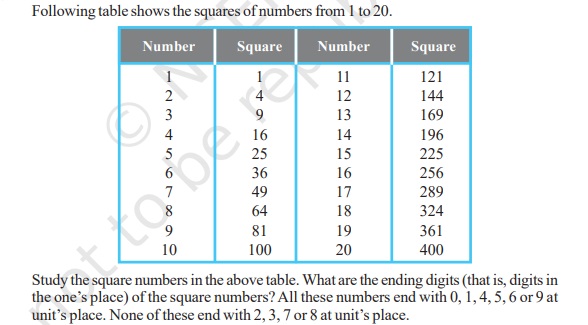 Following table shows the squares of numbers from 1 to 20.
Number Square Number Square
1 1 11 121
2 4 12 144
3 9 13 169
4 16 14 196
5 25 15 225
6 36 16 256
7 49 17 289
8 64 18 324
9 81 19 361
10 100 20 400
Study the square numbers in the above table. What are the ending digits (that is, digits in
the one's place) of the square numbers? All these numbers end with 0, 1, 4, 5, 6 or 9 at
unit's place. None of these end with 2, 3, 7 or 8 at unit's place.
not to be